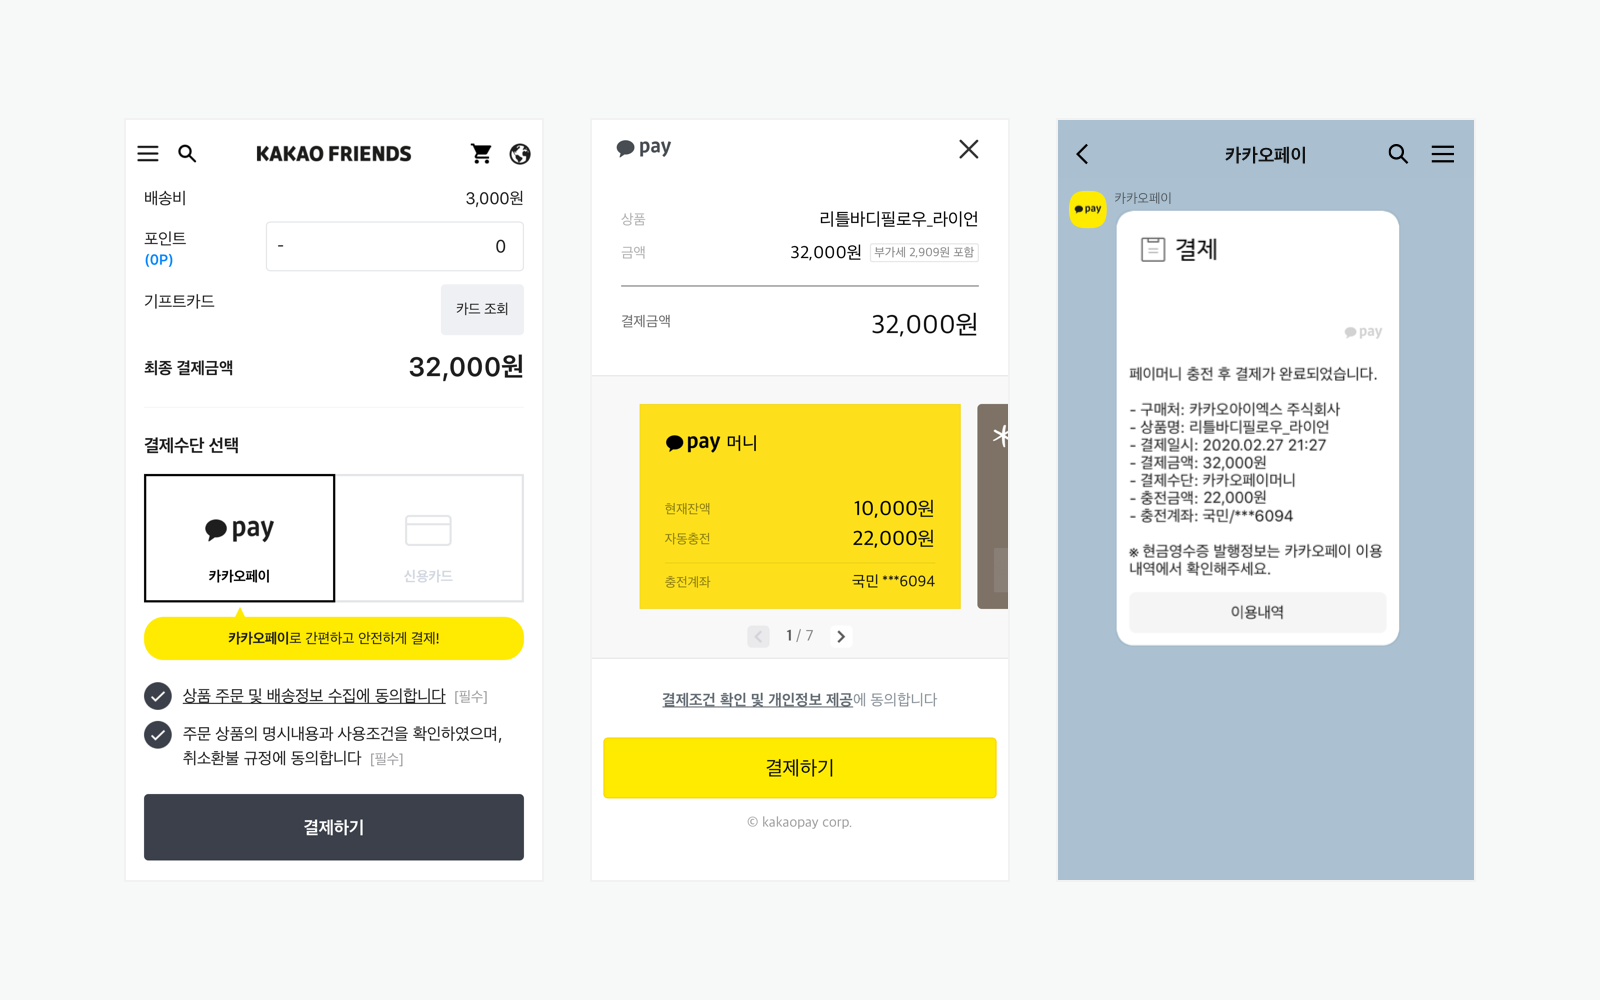 KAKAO FRIENDS
배송비 3,000원
포인트
(0P)
- 0
기프트카드
카드 조회
최종 결제금액 32,000원
결제수단 선택
pay
카카오페이
신용카드
카카오페이로 간편하고 안전하게 결제!
상품 주문 및 배송정보 수집에 동의합니다 [필수]
주문 상품의 명시내용과 사용조건을 확인하였으며,
취소환불 규정에 동의합니다 [필수]
결제하기
pay
상품 리틀바디필로우_라이언
금액 32,000원 부가세 2,909원 포함
결제금액 32,000원
pay 머니
현재잔액 10,000원
자동충전 22,000원
충전계좌 국민 ***6094
1 / 7
결제조건 확인 및 개인정보 제공에 동의합니다
결제하기
© kakaopay corp.
카카오페이
pay
카카오페이
결제
pay
페이머니 충전 후 결제가 완료되었습니다.
- 구매처: 카카오아이엑스 주식회사
- 상품명: 리틀바디필로우_라이언
- 결제일시: 2020.02.27 21:27
- 결제금액: 32,000원
- 결제수단: 카카오페이머니
- 충전금액: 22,000원
- 충전계좌: 국민/***6094
※ 현금영수증 발행정보는 카카오페이 이용
내역에서 확인해주세요.
이용내역